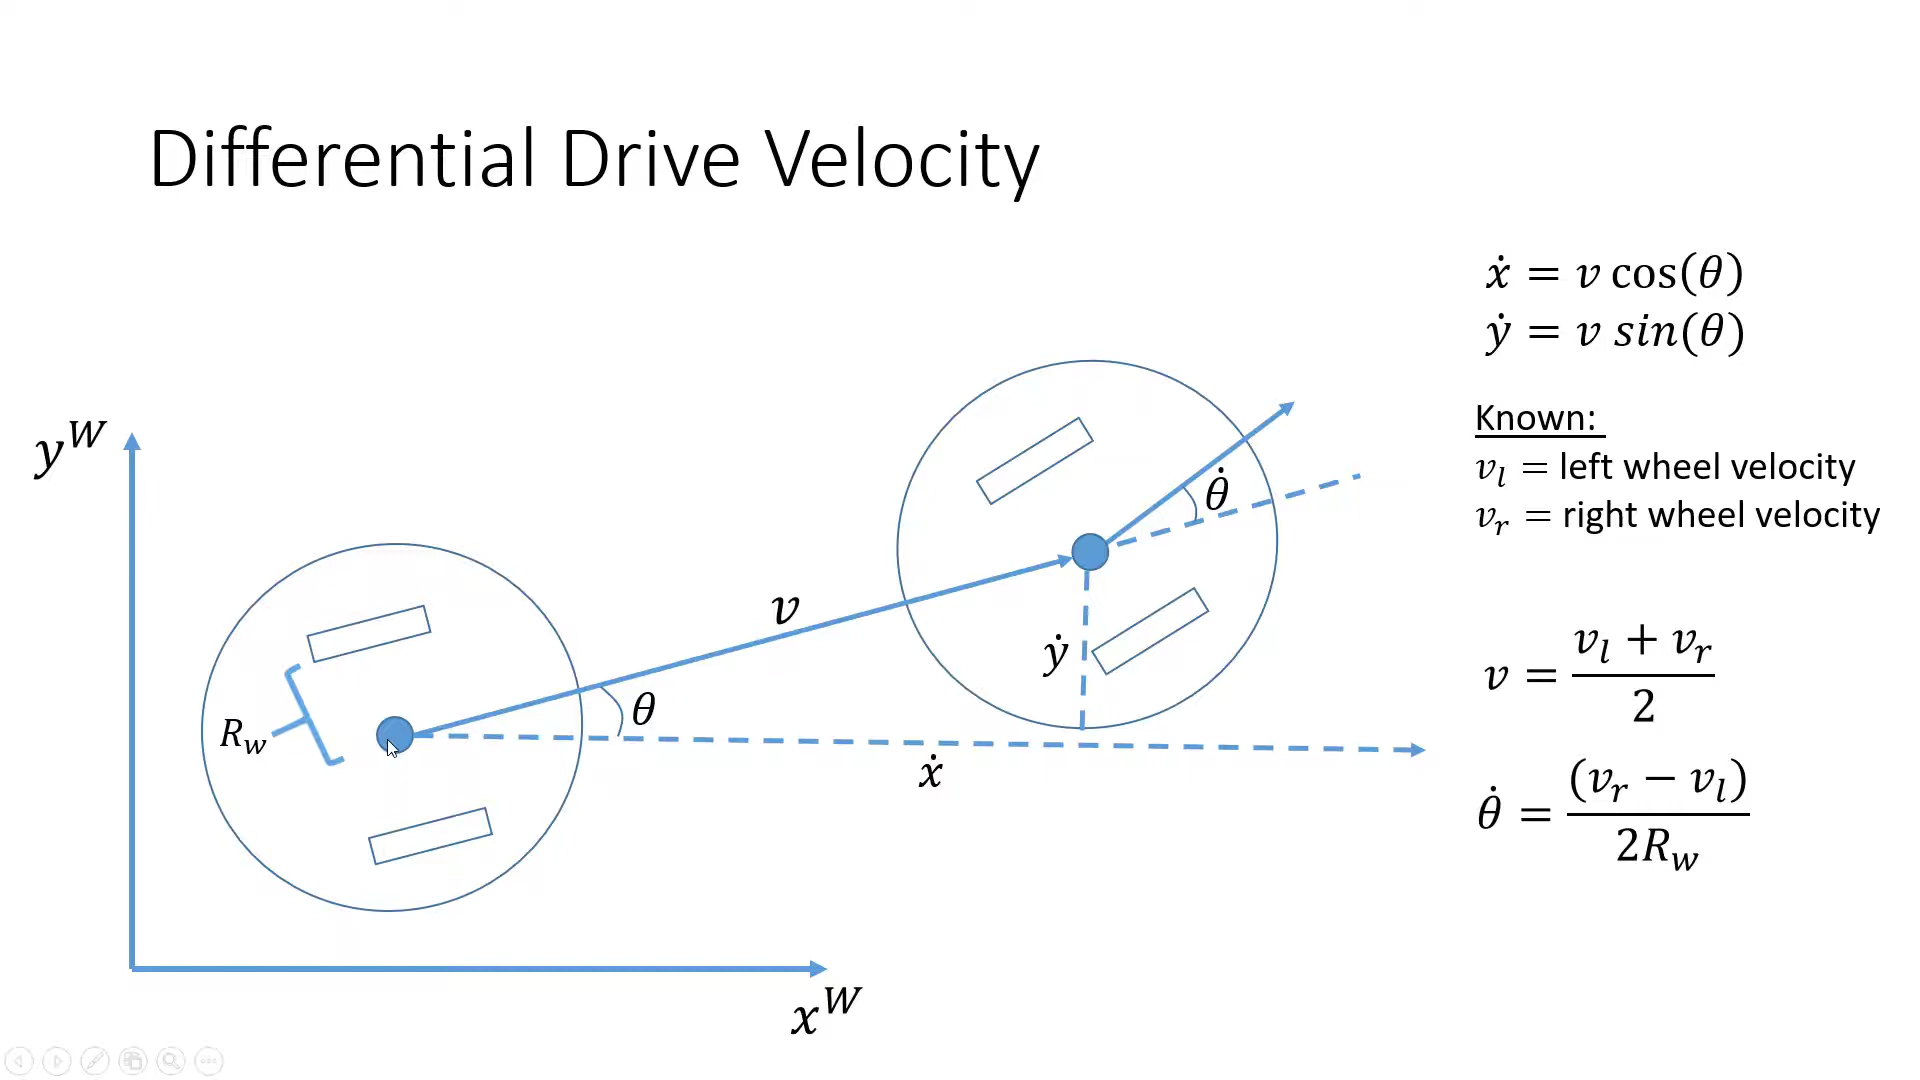 Differential Drive Velocity
ẋ = v cos(θ)
ẏ = v sin(θ)
Known:
v_l = left wheel velocity
v_r = right wheel velocity
v = (v_l + v_r) / 2
θ̇ = (v_r − v_l) / 2R_w
y^W
x^W
R_w
v
θ
ẋ
ẏ
θ̇